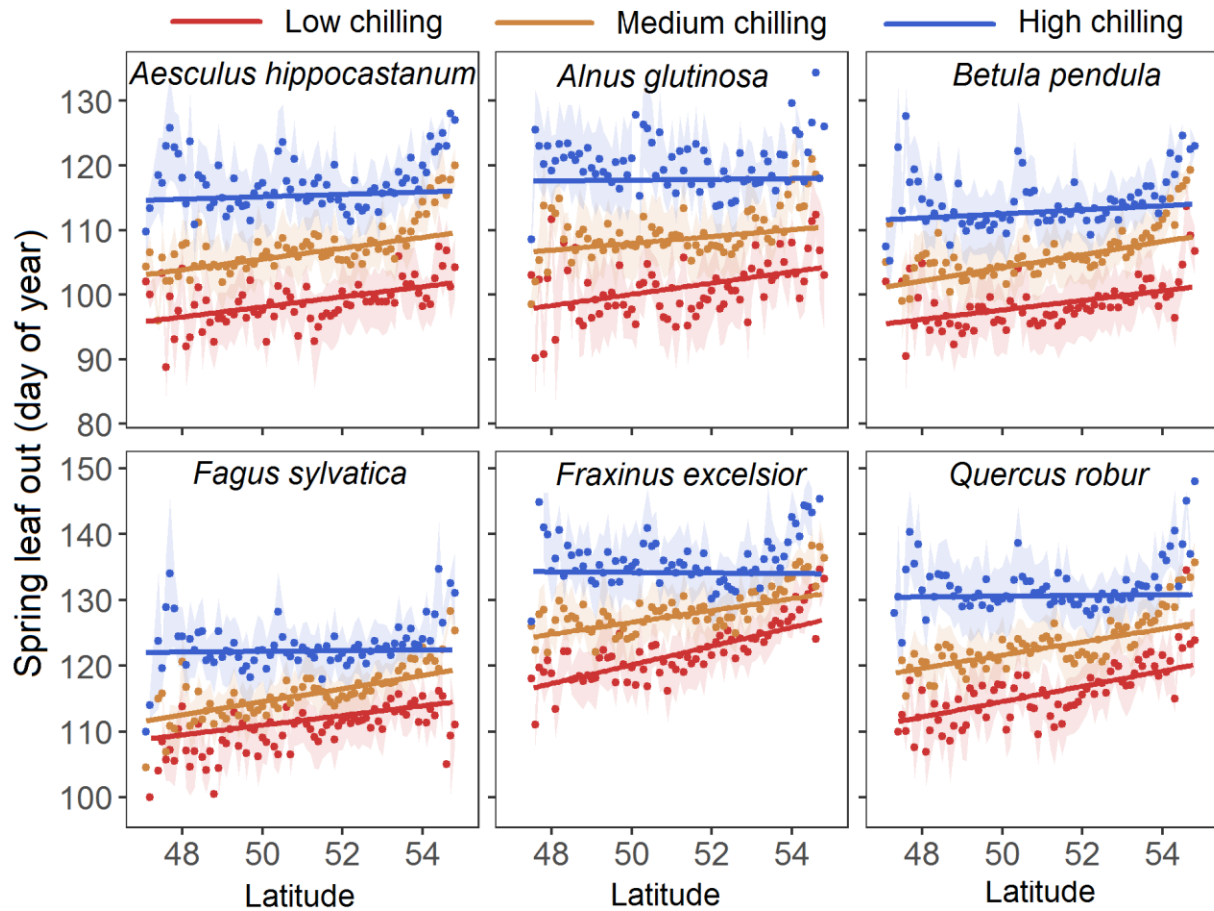 Low chilling Medium chilling High chilling
Aesculus hippocastanum Alnus glutinosa Betula pendula
130
120
110
100
90
80
Fagus sylvatica Fraxinus excelsior Quercus robur
150
140
130
120
110
100
Spring leaf out (day of year)
48 50 52 54 48 50 52 54 48 50 52 54
Latitude Latitude Latitude